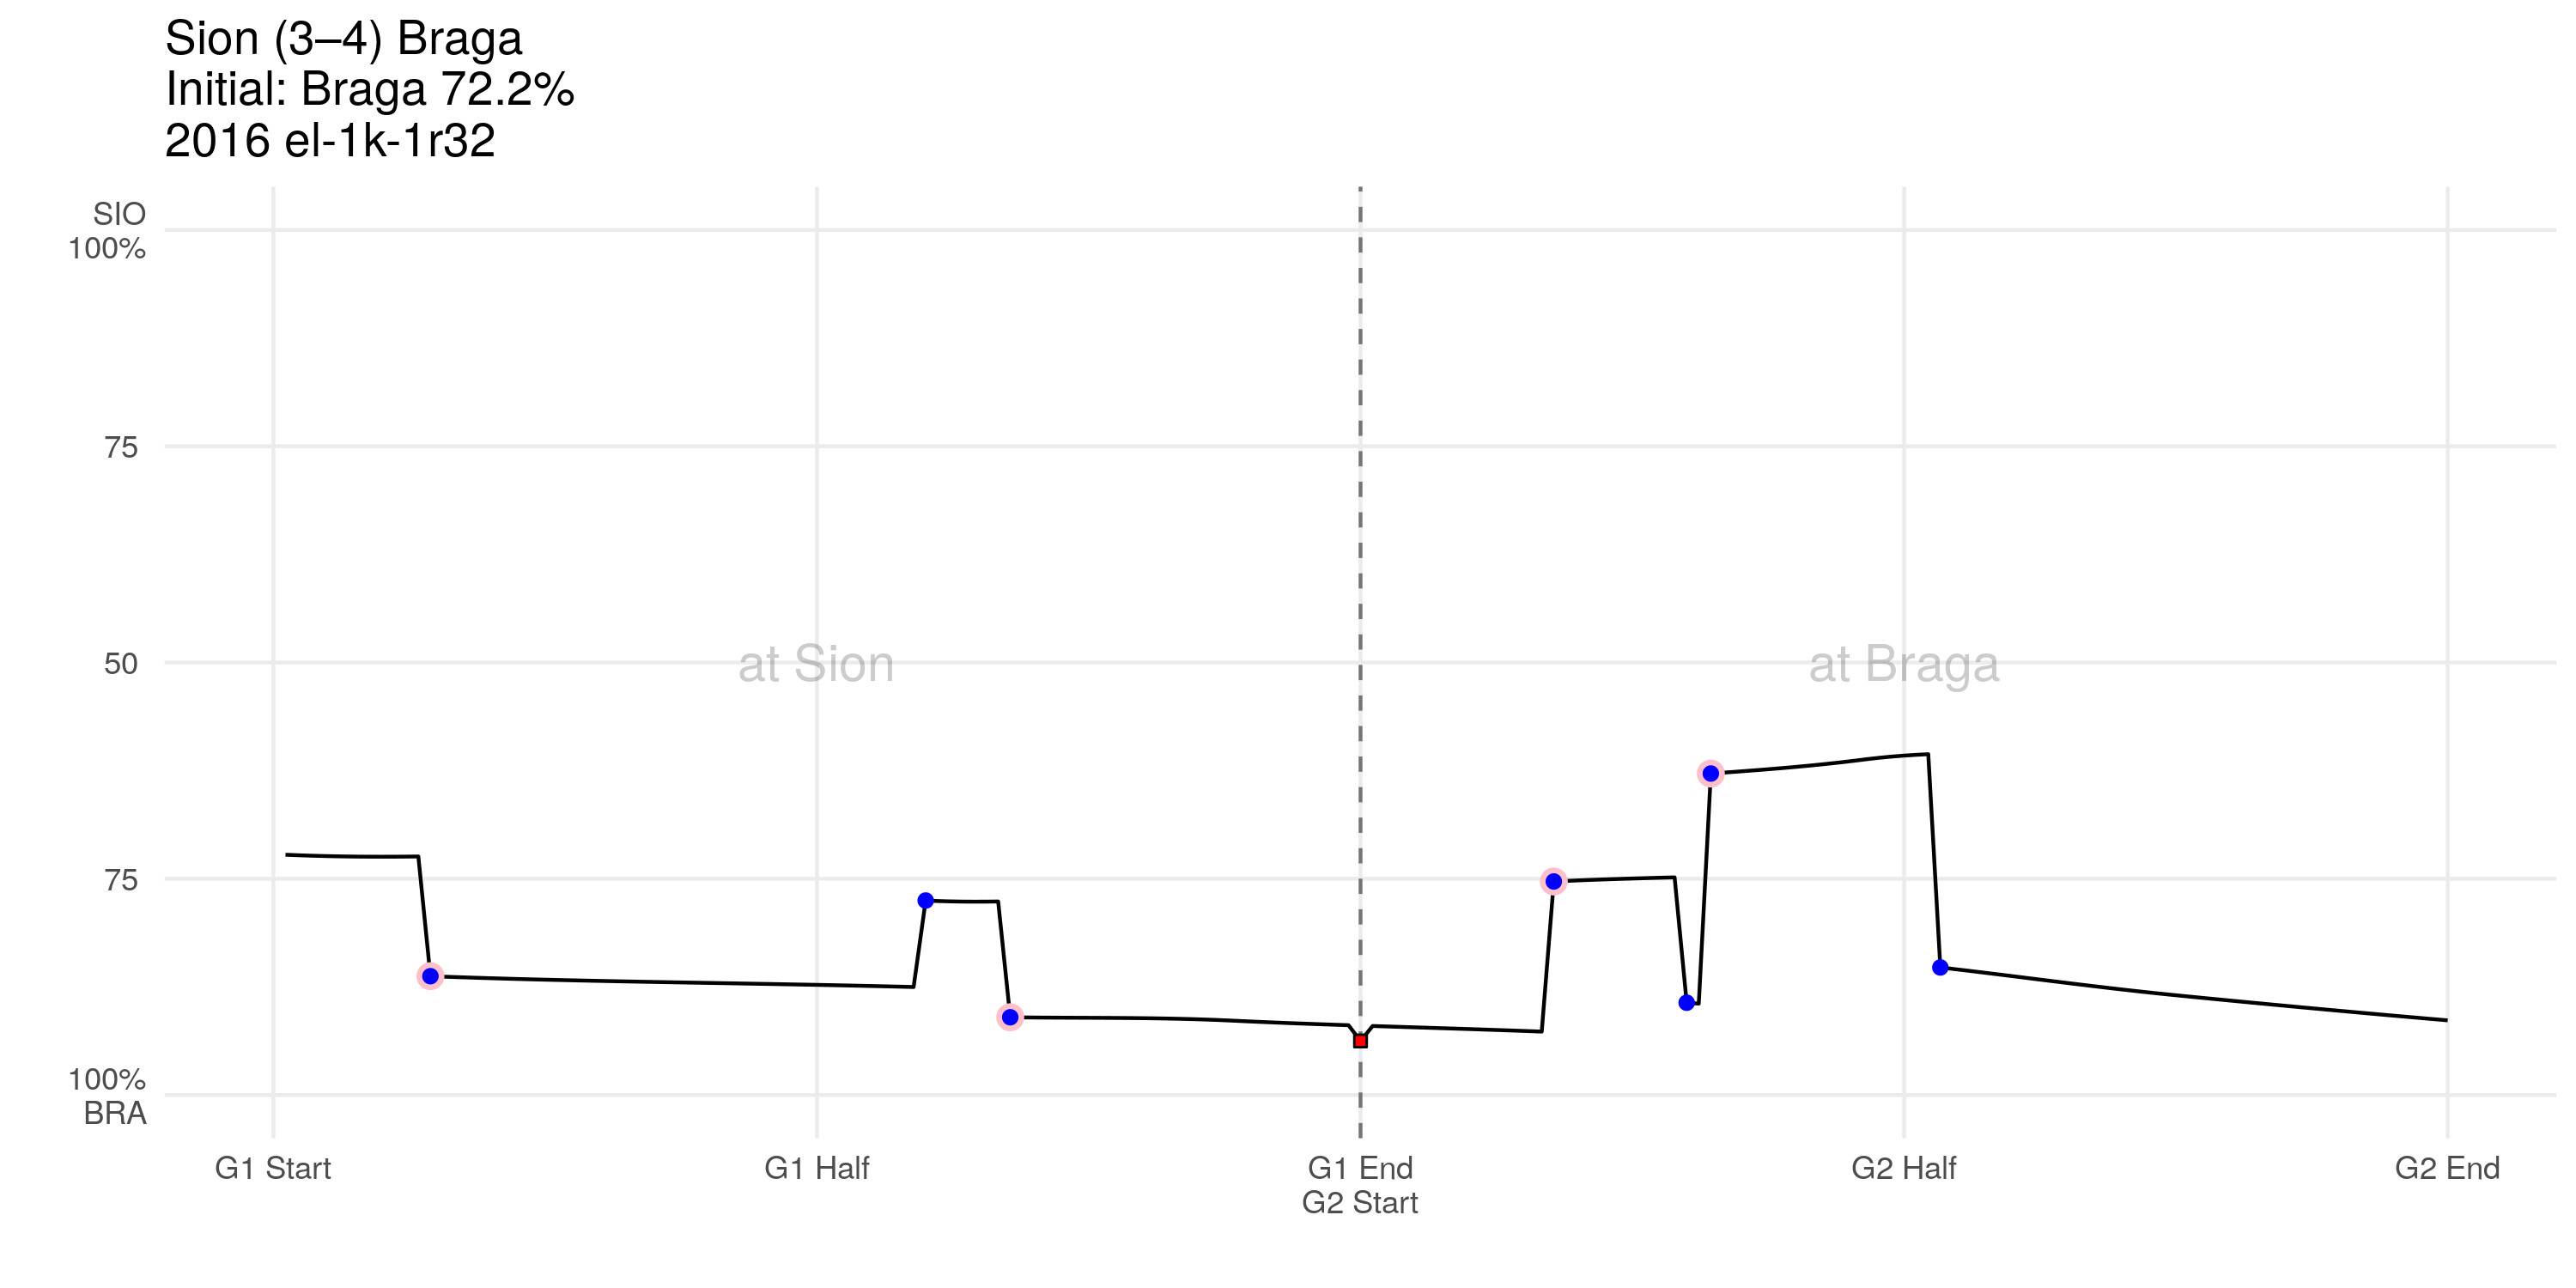 Sion (3–4) Braga
Initial: Braga 72.2%
2016 el-1k-1r32
SIO
100%
75
50
75
100%
BRA
at Sion
at Braga
G1 Start
G1 Half
G1 End
G2 Start
G2 Half
G2 End